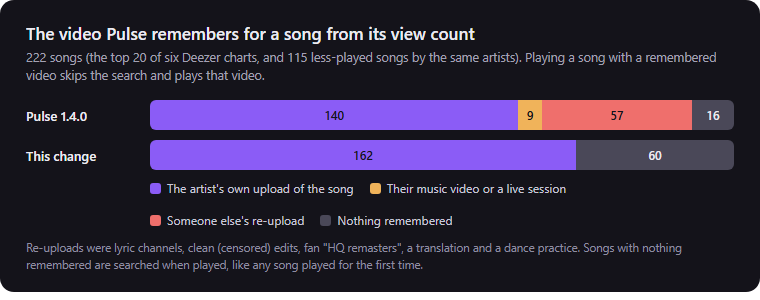 The video Pulse remembers for a song from its view count
222 songs (the top 20 of six Deezer charts, and 115 less-played songs by the same artists). Playing a song with a remembered
video skips the search and plays that video.
Pulse 1.4.0
140
9
57
16
This change
162
60
The artist's own upload of the song
Their music video or a live session
Someone else's re-upload
Nothing remembered
Re-uploads were lyric channels, clean (censored) edits, fan "HQ remasters", a translation and a dance practice. Songs with nothing
remembered are searched when played, like any song played for the first time.